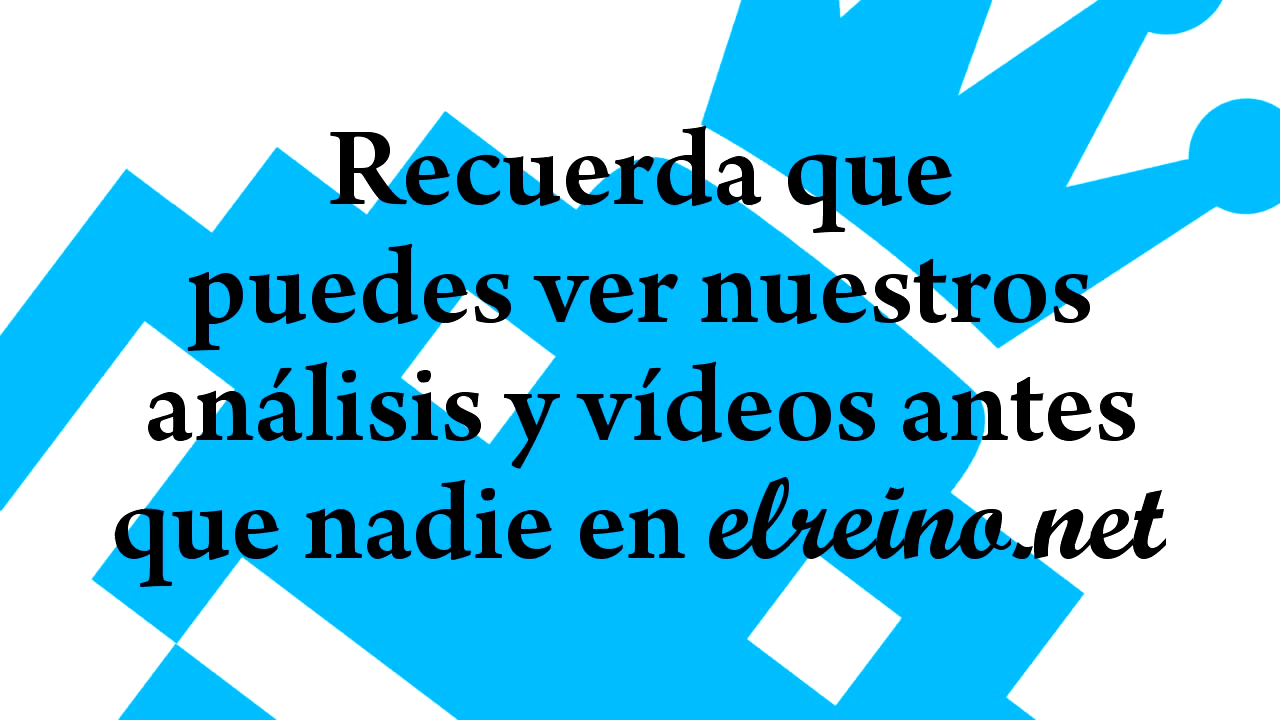 Recuerda que
puedes ver nuestros
análisis y vídeos antes
que nadie en elreino.net